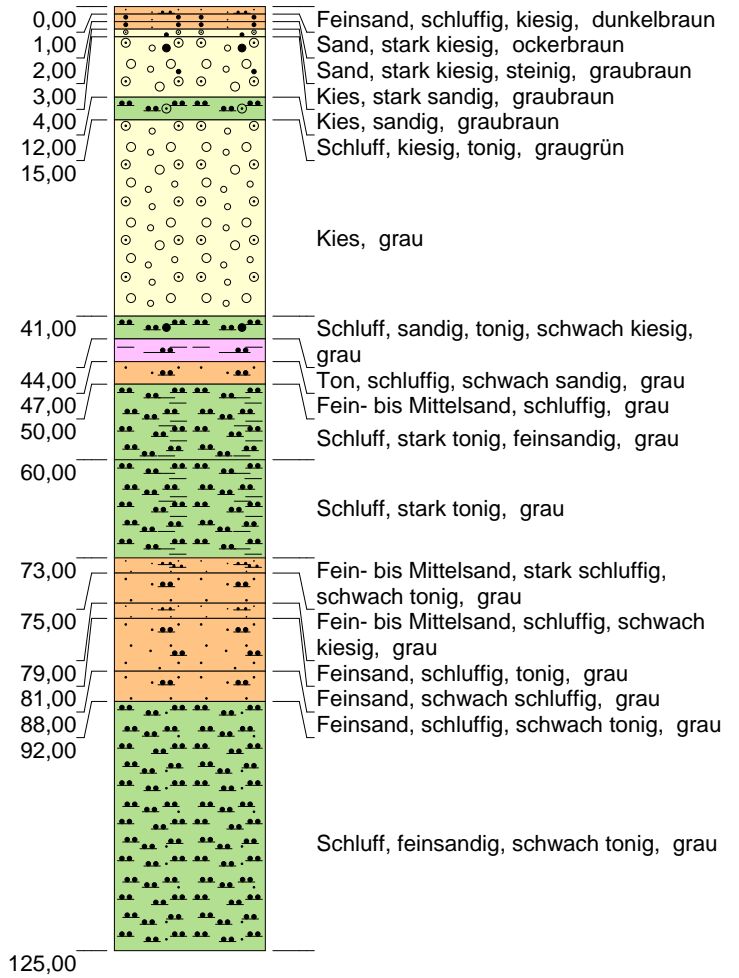 0,00
Feinsand, schluffig, kiesig, dunkelbraun
1,00
Sand, stark kiesig, ockerbraun
2,00
Sand, stark kiesig, steinig, graubraun
3,00
Kies, stark sandig, graubraun
4,00
Kies, sandig, graubraun
12,00
Schluff, kiesig, tonig, graugrün
15,00
Kies, grau
41,00
Schluff, sandig, tonig, schwach kiesig,
grau
44,00
Ton, schluffig, schwach sandig, grau
47,00
Fein- bis Mittelsand, schluffig, grau
50,00
Schluff, stark tonig, feinsandig, grau
60,00
Schluff, stark tonig, grau
73,00
Fein- bis Mittelsand, stark schluffig,
schwach tonig, grau
75,00
Fein- bis Mittelsand, schluffig, schwach
kiesig, grau
79,00
Feinsand, schluffig, tonig, grau
81,00
Feinsand, schwach schluffig, grau
88,00
Feinsand, schluffig, schwach tonig, grau
92,00
Schluff, feinsandig, schwach tonig, grau
125,00